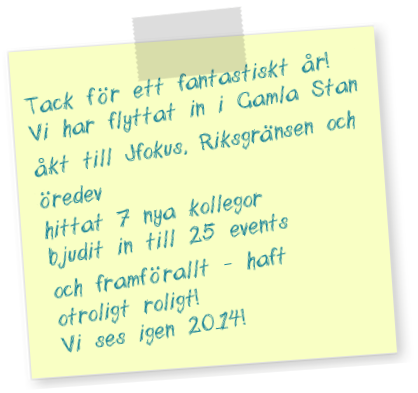 Tack för ett fantastiskt år!
Vi har flyttat in i Gamla Stan
åkt till Jfokus, Riksgränsen och
öredev
hittat 7 nya kollegor
bjudit in till 25 events
och framförallt - haft
otroligt roligt!
Vi ses igen 2014!